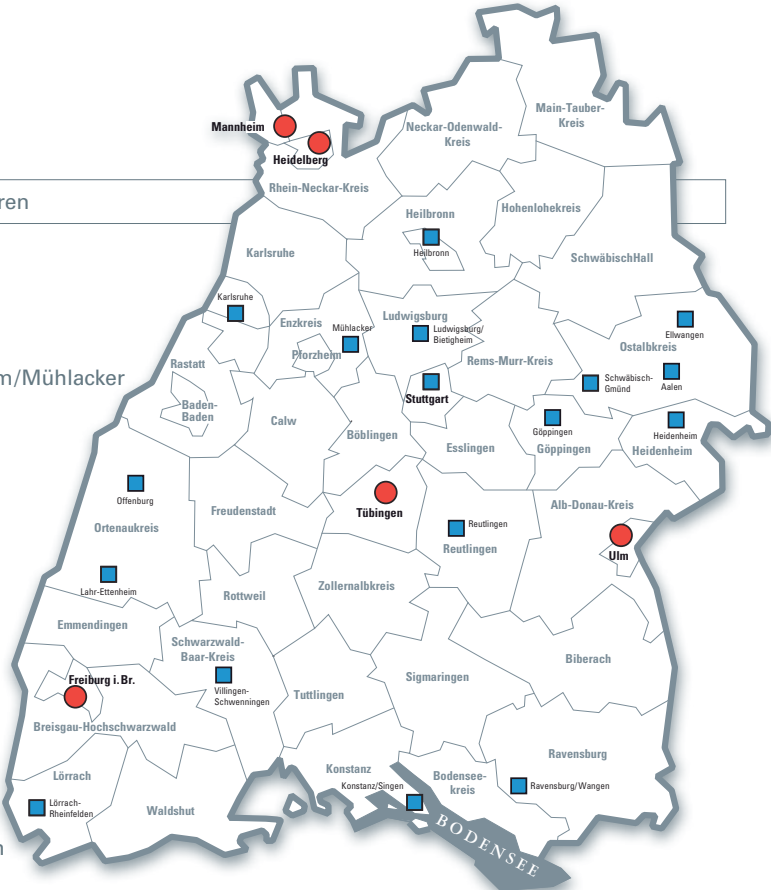 Main-Tauber-
Kreis
Neckar-Odenwald-
Kreis
Mannheim
Heidelberg
Rhein-Neckar-Kreis
ren
Heilbronn
Hohenlohekreis
Heilbronn
Karlsruhe
SchwäbischHall
Karlsruhe
Enzkreis
Mühlacker
Pforzheim
Ludwigsburg
Ludwigsburg/
Bietigheim
Rems-Murr-Kreis
Ellwangen
Ostalbkreis
Aalen
Schwäbisch-
Gmünd
Rastatt
m/Mühlacker
Baden-
Baden
Stuttgart
Calw
Böblingen
Esslingen
Göppingen
Göppingen
Heidenheim
Heidenheim
Offenburg
Ortenaukreis
Freudenstadt
Tübingen
Reutlingen
Reutlingen
Alb-Donau-Kreis
Ulm
Lahr-Ettenheim
Rottweil
Zollernalbkreis
Emmendingen
Schwarzwald-
Baar-Kreis
Villingen-
Schwenningen
Biberach
Sigmaringen
Tuttlingen
Freiburg i. Br.
Breisgau-Hochschwarzwald
Lörrach
Lörrach-
Rheinfelden
Waldshut
Konstanz
Konstanz/Singen
Bodensee-
kreis
Ravensburg
Ravensburg/Wangen
BODENSEE
n